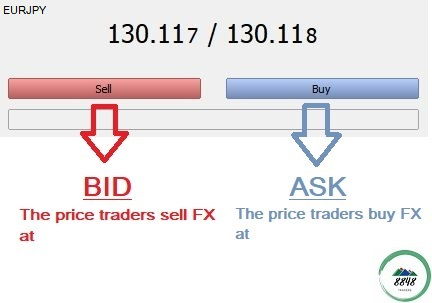 EURJPY
130.117 / 130.118
Sell Buy
BID ASK
The price traders sell FX The price traders buy FX
at at
8848